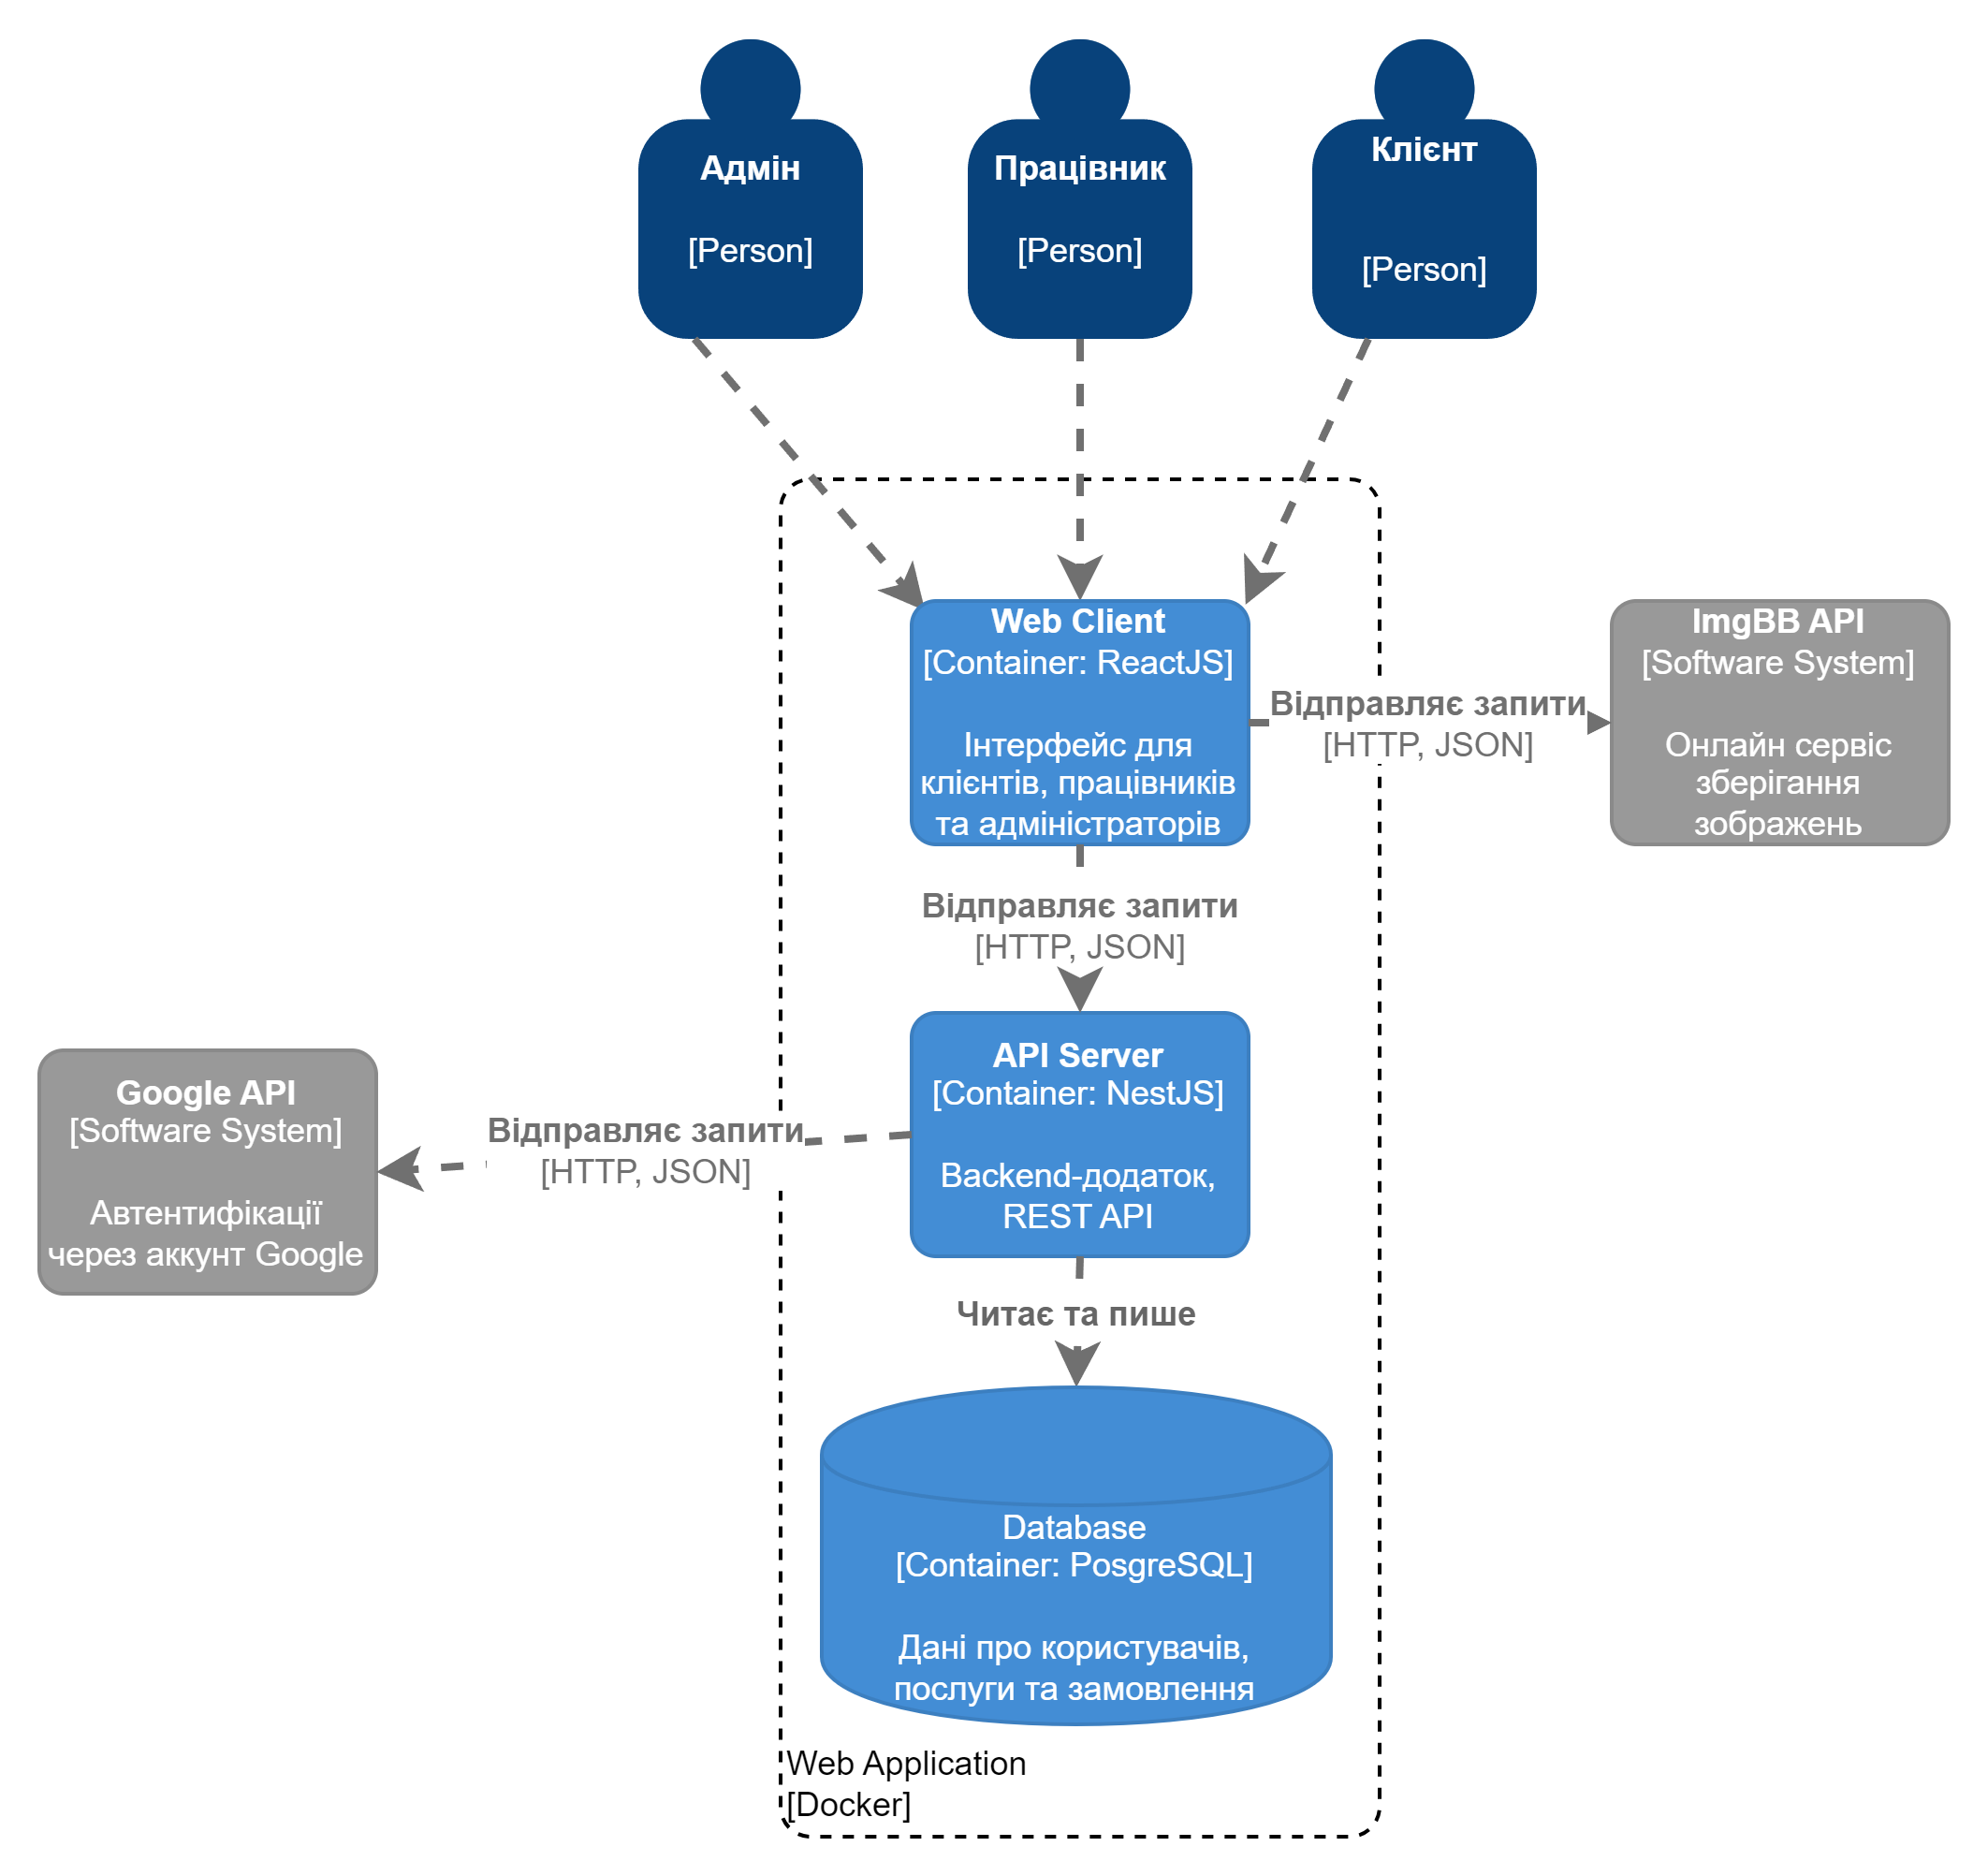 Адмін
[Person]
Працівник
[Person]
Клієнт
[Person]
Web Client
[Container: ReactJS]
Інтерфейс для
клієнтів, працівників
та адміністраторів
Відправляє запити
[HTTP, JSON]
ImgBB API
[Software System]
Онлайн сервіс
зберігання
зображень
Відправляє запити
[HTTP, JSON]
API Server
[Container: NestJS]
Backend-додаток,
REST API
Відправляє запити
[HTTP, JSON]
Google API
[Software System]
Автентифікації
через аккунт Google
Читає та пише
Database
[Container: PosgreSQL]
Дані про користувачів,
послуги та замовлення
Web Application
[Docker]